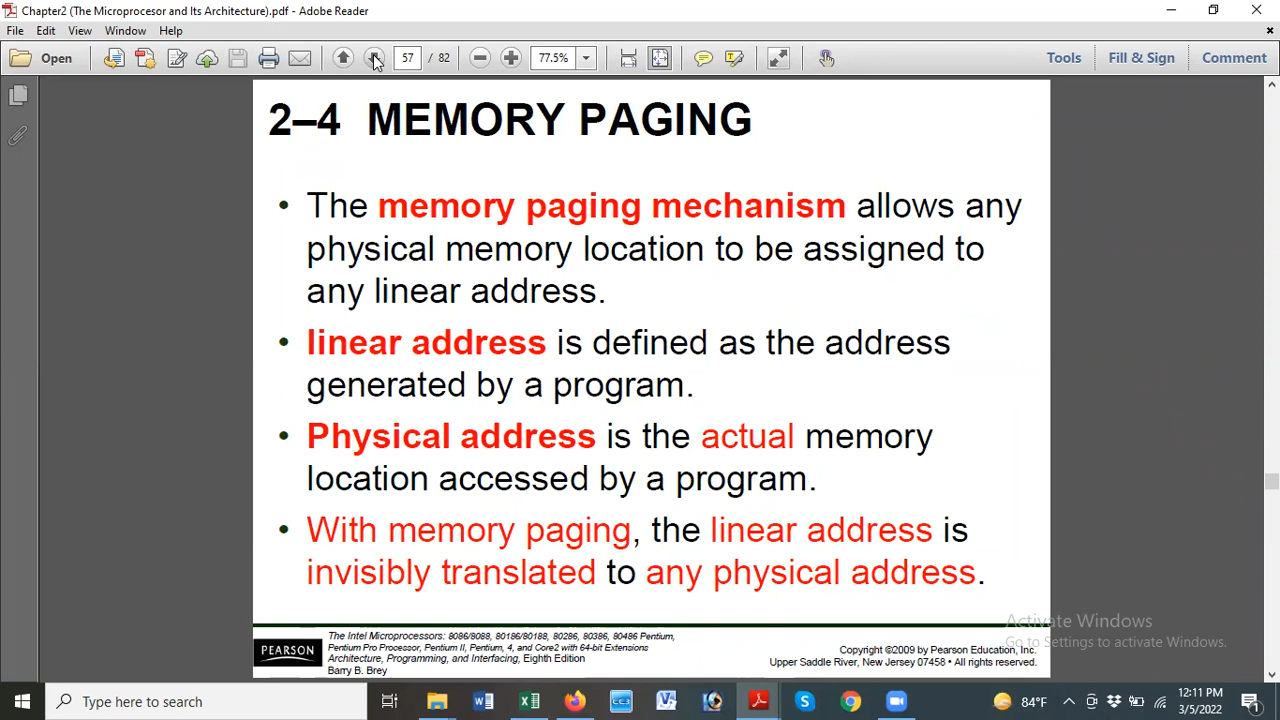 Chapter2 (The Microprocesor and Its Architecture).pdf - Adobe Reader
File Edit View Window Help
Open 57 / 82 77.5% Tools Fill & Sign Comment
2–4 MEMORY PAGING
• The memory paging mechanism allows any
physical memory location to be assigned to
any linear address.
• linear address is defined as the address
generated by a program.
• Physical address is the actual memory
location accessed by a program.
• With memory paging, the linear address is
invisibly translated to any physical address.
Activate Windows
Go to Settings to activate Windows.
PEARSON
The Intel Microprocessors: 8086/8088, 80186/80188, 80286, 80386, 80486 Pentium,
Pentium Pro Processor, Pentium II, Pentium, 4, and Core2 with 64-bit Extensions
Architecture, Programming, and Interfacing, Eighth Edition
Barry B. Brey
Copyright ©2009 by Pearson Education, Inc.
Upper Saddle River, New Jersey 07458 • All rights reserved.
Type here to search
CC3
84°F
12:11 PM
3/5/2022
1